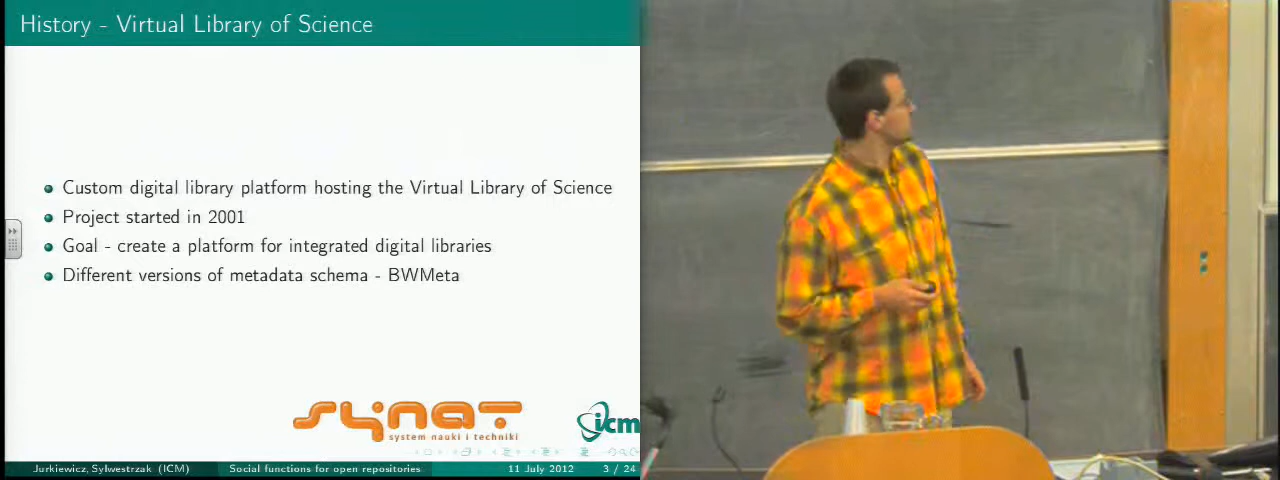 History - Virtual Library of Science
Custom digital library platform hosting the Virtual Library of Science
Project started in 2001
Goal - create a platform for integrated digital libraries
Different versions of metadata schema - BWMeta
synat
system nauki i techniki
icm
Jurkiewicz, Sylwestrzak (ICM) Social functions for open repositories 11 July 2012 3 / 24